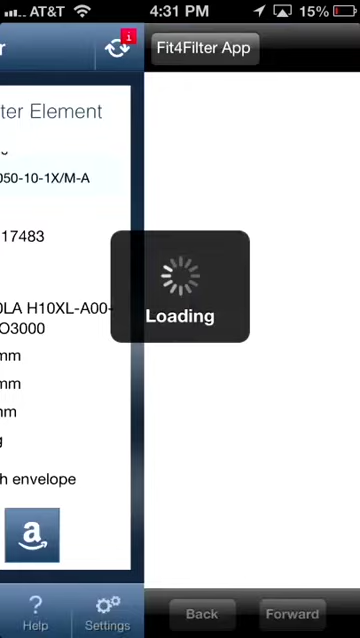 AT&T 4:31 PM 15%
r
i
Fit4Filter App
ter Element
050-10-1X/M-A
17483
Loading
0LA H10XL-A00-
O3000
mm
mm
mm
g
h envelope
a
Help
Settings
Back
Forward